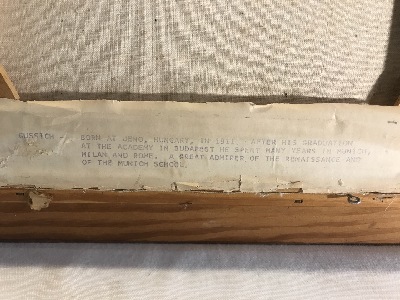 GUSSICH - BORN AT JENO, HUNGARY, IN 1911. AFTER HIS GRADUATION
AT THE ACADEMY IN BUDAPEST HE SPENT MANY YEARS IN MUNICH,
MILAN AND ROME. A GREAT ADMIRER OF THE RENAISSANCE AND
OF THE MUNICH SCHOOL.